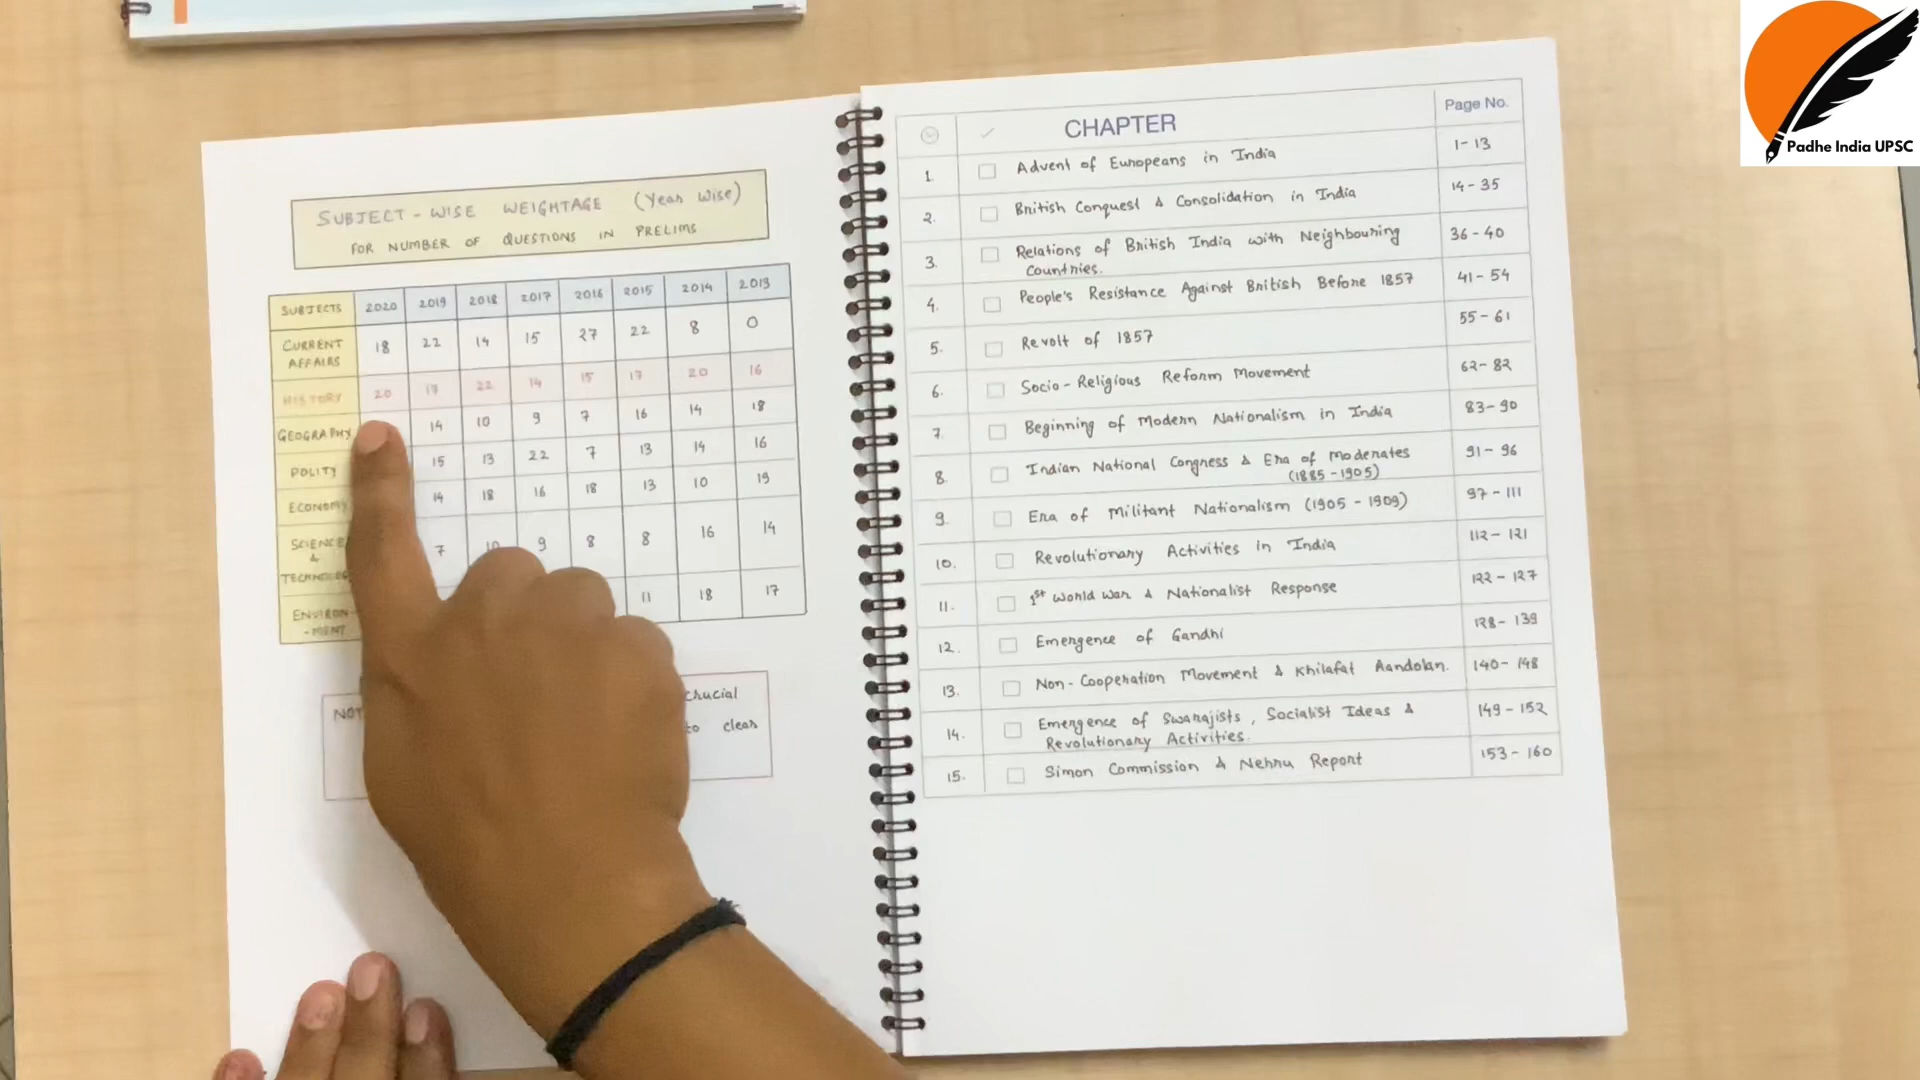 SUBJECT - WISE WEIGHTAGE (Year Wise)
FOR NUMBER OF QUESTIONS IN PRELIMS
SUBJECTS 2020 2019 2018 2017 2016 2015 2014 2013
CURRENT AFFAIRS 18 22 14 15 27 22 8 0
HISTORY 20 17 22 14 15 17 20 16
GEOGRAPHY 14 10 9 7 16 14 18
POLITY 15 13 22 7 13 14 16
ECONOMY 14 18 16 18 13 10 19
SCIENCE & TECHNOLOGY 7 10 9 8 8 16 14
ENVIRON- -MENT 11 18 17
crucial
to clear
CHAPTER Page No.
1. Advent of Europeans in India 1-13
2. British Conquest & Consolidation in India 14-35
3. Relations of British India with Neighbouring 36-40
Countries.
4. People's Resistance Against British Before 1857 41-54
5. Revolt of 1857 55-61
6. Socio-Religious Reform Movement 62-82
7. Beginning of Modern Nationalism in India 83-90
8. Indian National Congress & Era of Moderates 91-96
(1885-1905)
9. Era of Militant Nationalism (1905 - 1909) 97-111
10. Revolutionary Activities in India 112-121
11. 1st World War & Nationalist Response 122-127
12. Emergence of Gandhi 128-139
13. Non-Cooperation Movement & Khilafat Aandolan. 140-148
14. Emergence of Swarajists, Socialist Ideas & 149-152
Revolutionary Activities.
15. Simon Commission & Nehru Report 153-160
Padhe India UPSC